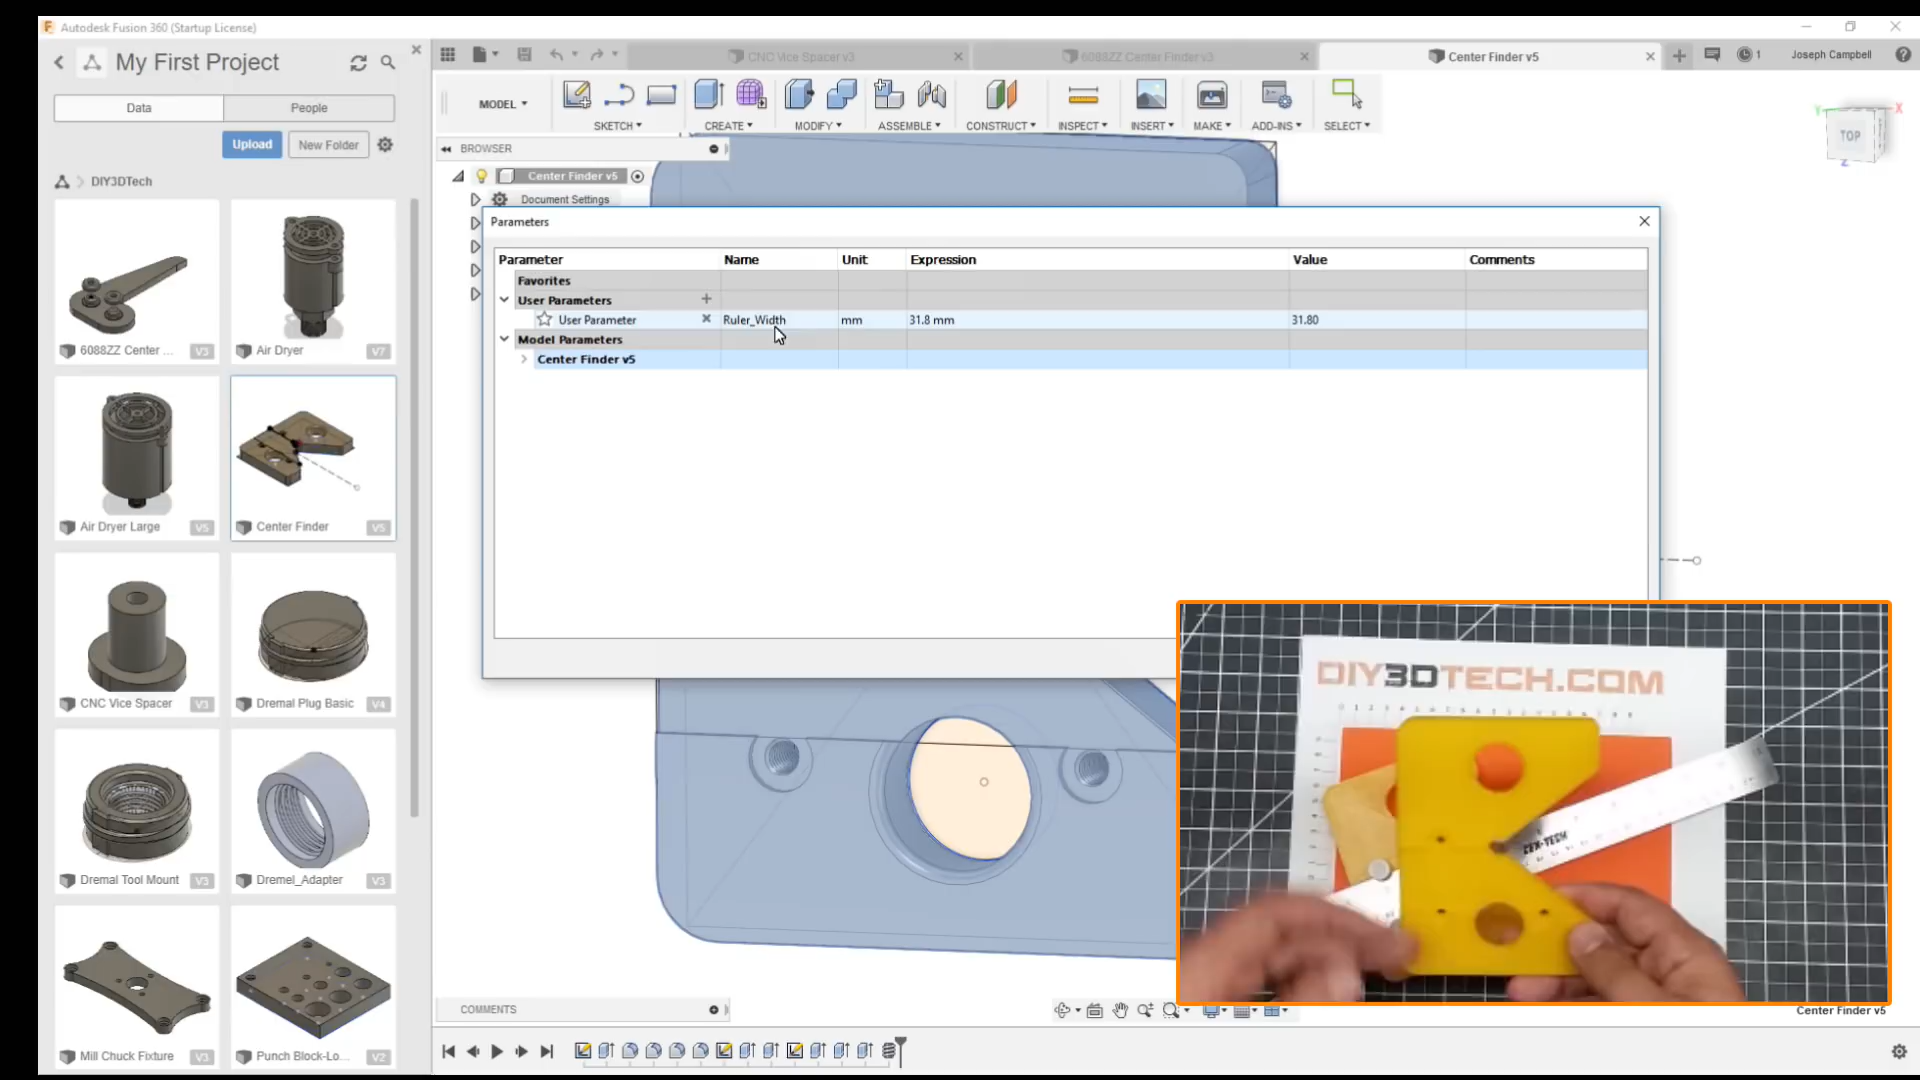 Autodesk Fusion 360 (Startup License)
My First Project
Data
People
Upload
New Folder
DIY3DTech
6088ZZ Center ...
V3
Air Dryer
V7
Air Dryer Large
V5
Center Finder
V5
CNC Vice Spacer
V3
Dremal Plug Basic
V4
Dremal Tool Mount
V3
Dremel_Adapter
V3
Mill Chuck Fixture
V3
Punch Block-Lo...
V2
CNC Vice Spacer v3
6088ZZ Center Finder v3
Center Finder v5
1
Joseph Campbell
MODEL
SKETCH
CREATE
MODIFY
ASSEMBLE
CONSTRUCT
INSPECT
INSERT
MAKE
ADD-INS
SELECT
TOP
X
Y
Z
BROWSER
Center Finder v5
Document Settings
Parameters
Parameter Name Unit Expression Value Comments
Favorites
User Parameters
User Parameter Ruler_Width mm 31.8 mm 31.80
Model Parameters
Center Finder v5
DIY3DTECH.COM
COMMENTS
Center Finder v5